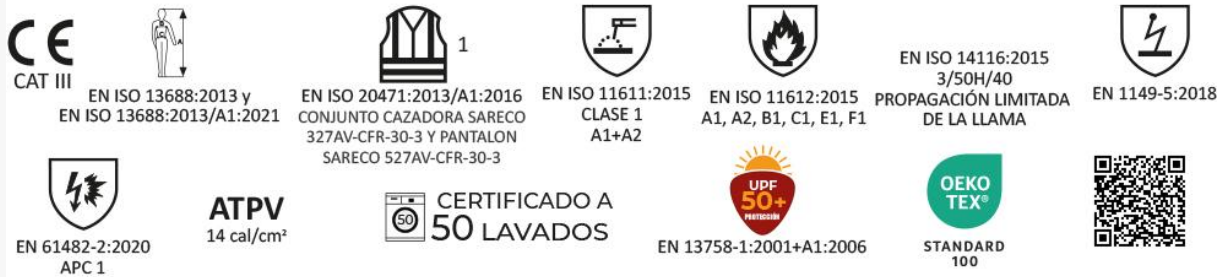 CE
CAT III
A
C
EN ISO 13688:2013 y
EN ISO 13688:2013/A1:2021
1
EN ISO 20471:2013/A1:2016
CONJUNTO CAZADORA SARECO
327AV-CFR-30-3 Y PANTALON
SARECO 527AV-CFR-30-3
EN ISO 11611:2015
CLASE 1
A1+A2
EN ISO 11612:2015
A1, A2, B1, C1, E1, F1
EN ISO 14116:2015
3/50H/40
PROPAGACIÓN LIMITADA
DE LA LLAMA
EN 1149-5:2018
EN 61482-2:2020
APC 1
ATPV
14 cal/cm²
50
CERTIFICADO A
50 LAVADOS
UPF
50+
PROTECCIÓN
EN 13758-1:2001+A1:2006
OEKO
TEX®
STANDARD
100